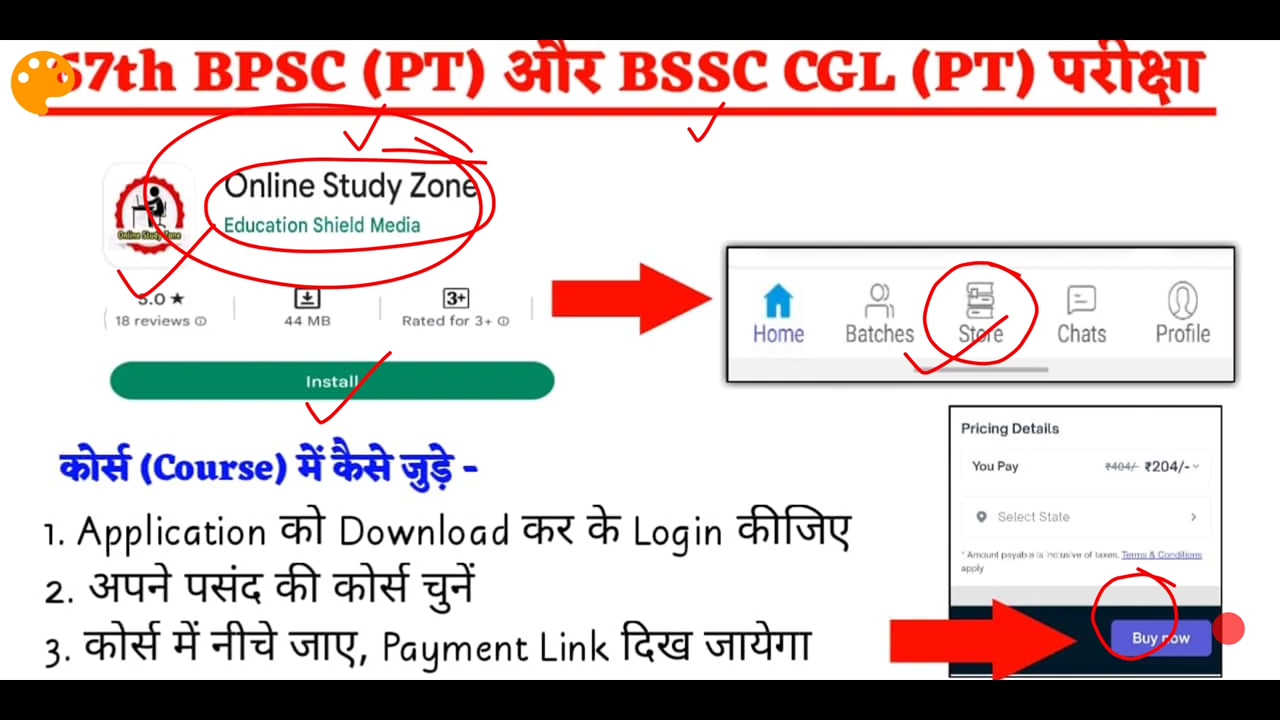 67th BPSC (PT) और BSSC CGL (PT) परीक्षा
Online Study Zone
Education Shield Media
Online Study Zone
5.0 ★
18 reviews
44 MB
3+
Rated for 3+
Install
Home
Batches
Store
Chats
Profile
कोर्स (Course) में कैसे जुड़े -
1. Application को Download कर के Login कीजिए
2. अपने पसंद की कोर्स चुनें
3. कोर्स में नीचे जाए, Payment Link दिख जायेगा
Pricing Details
You Pay ₹404/- ₹204/-
Select State
* Amount payable is inclusive of taxes. Terms & Conditions
apply
Buy now